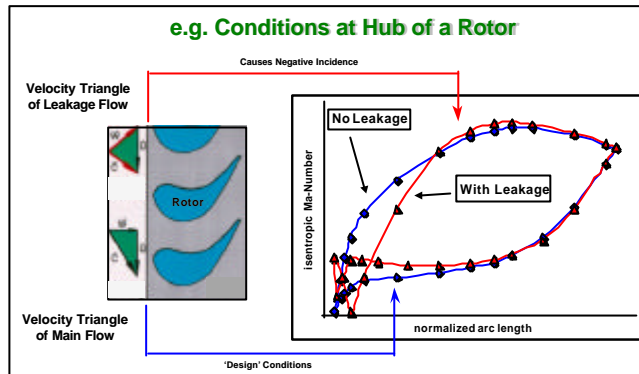 e.g. Conditions at Hub of a Rotor
Causes Negative Incidence
Velocity Triangle
of Leakage Flow
No Leakage
With Leakage
Rotor
isentropic Ma-Number
normalized arc length
Velocity Triangle
of Main Flow
'Design' Conditions